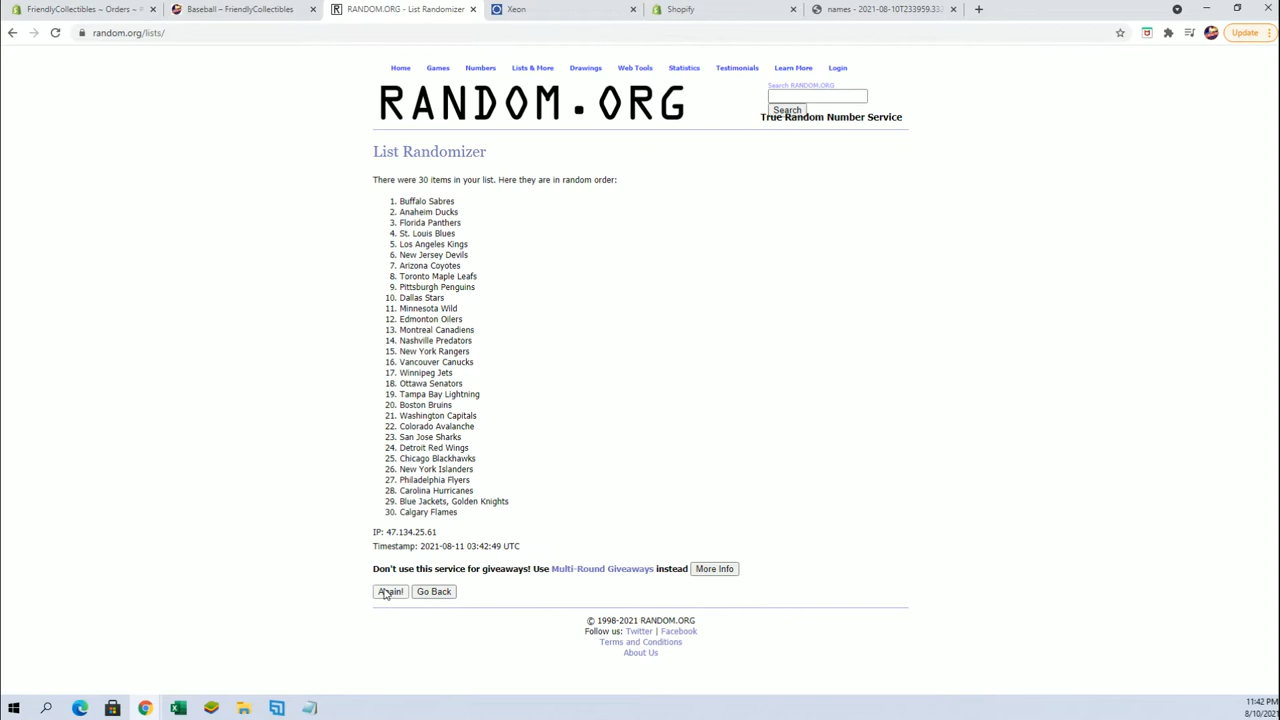 FriendlyCollectibles ~ Orders ~
Baseball – FriendlyCollectibles
RANDOM.ORG - List Randomizer
Xeon
Shopify
names - 2021-08-10T233959.33
random.org/lists/
Update
Home Games Numbers Lists & More Drawings Web Tools Statistics Testimonials Learn More Login
RANDOM.ORG
Search RANDOM.ORG
Search
True Random Number Service
List Randomizer
There were 30 items in your list. Here they are in random order:
1. Buffalo Sabres
2. Anaheim Ducks
3. Florida Panthers
4. St. Louis Blues
5. Los Angeles Kings
6. New Jersey Devils
7. Arizona Coyotes
8. Toronto Maple Leafs
9. Pittsburgh Penguins
10. Dallas Stars
11. Minnesota Wild
12. Edmonton Oilers
13. Montreal Canadiens
14. Nashville Predators
15. New York Rangers
16. Vancouver Canucks
17. Winnipeg Jets
18. Ottawa Senators
19. Tampa Bay Lightning
20. Boston Bruins
21. Washington Capitals
22. Colorado Avalanche
23. San Jose Sharks
24. Detroit Red Wings
25. Chicago Blackhawks
26. New York Islanders
27. Philadelphia Flyers
28. Carolina Hurricanes
29. Blue Jackets, Golden Knights
30. Calgary Flames
IP: 47.134.25.61
Timestamp: 2021-08-11 03:42:49 UTC
Don't use this service for giveaways! Use Multi-Round Giveaways instead More Info
Again! Go Back
© 1998-2021 RANDOM.ORG
Follow us: Twitter | Facebook
Terms and Conditions
About Us
11:42 PM
8/10/2021